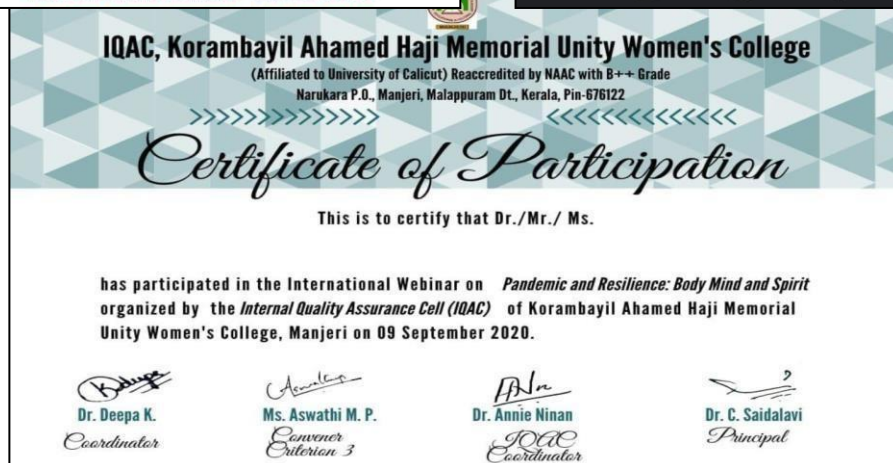 IQAC, Korambayil Ahamed Haji Memorial Unity Women's College
(Affiliated to University of Calicut) Reaccredited by NAAC with B++ Grade
Narukara P.O., Manjeri, Malappuram Dt., Kerala, Pin-676122
Certificate of Participation
This is to certify that Dr./Mr./ Ms.
has participated in the International Webinar on Pandemic and Resilience: Body Mind and Spirit
organized by the Internal Quality Assurance Cell (IQAC) of Korambayil Ahamed Haji Memorial
Unity Women's College, Manjeri on 09 September 2020.
Dr. Deepa K.
Coordinator
Ms. Aswathi M. P.
Convener
Criterion 3
Dr. Annie Ninan
IQAC
Coordinator
Dr. C. Saidalavi
Principal